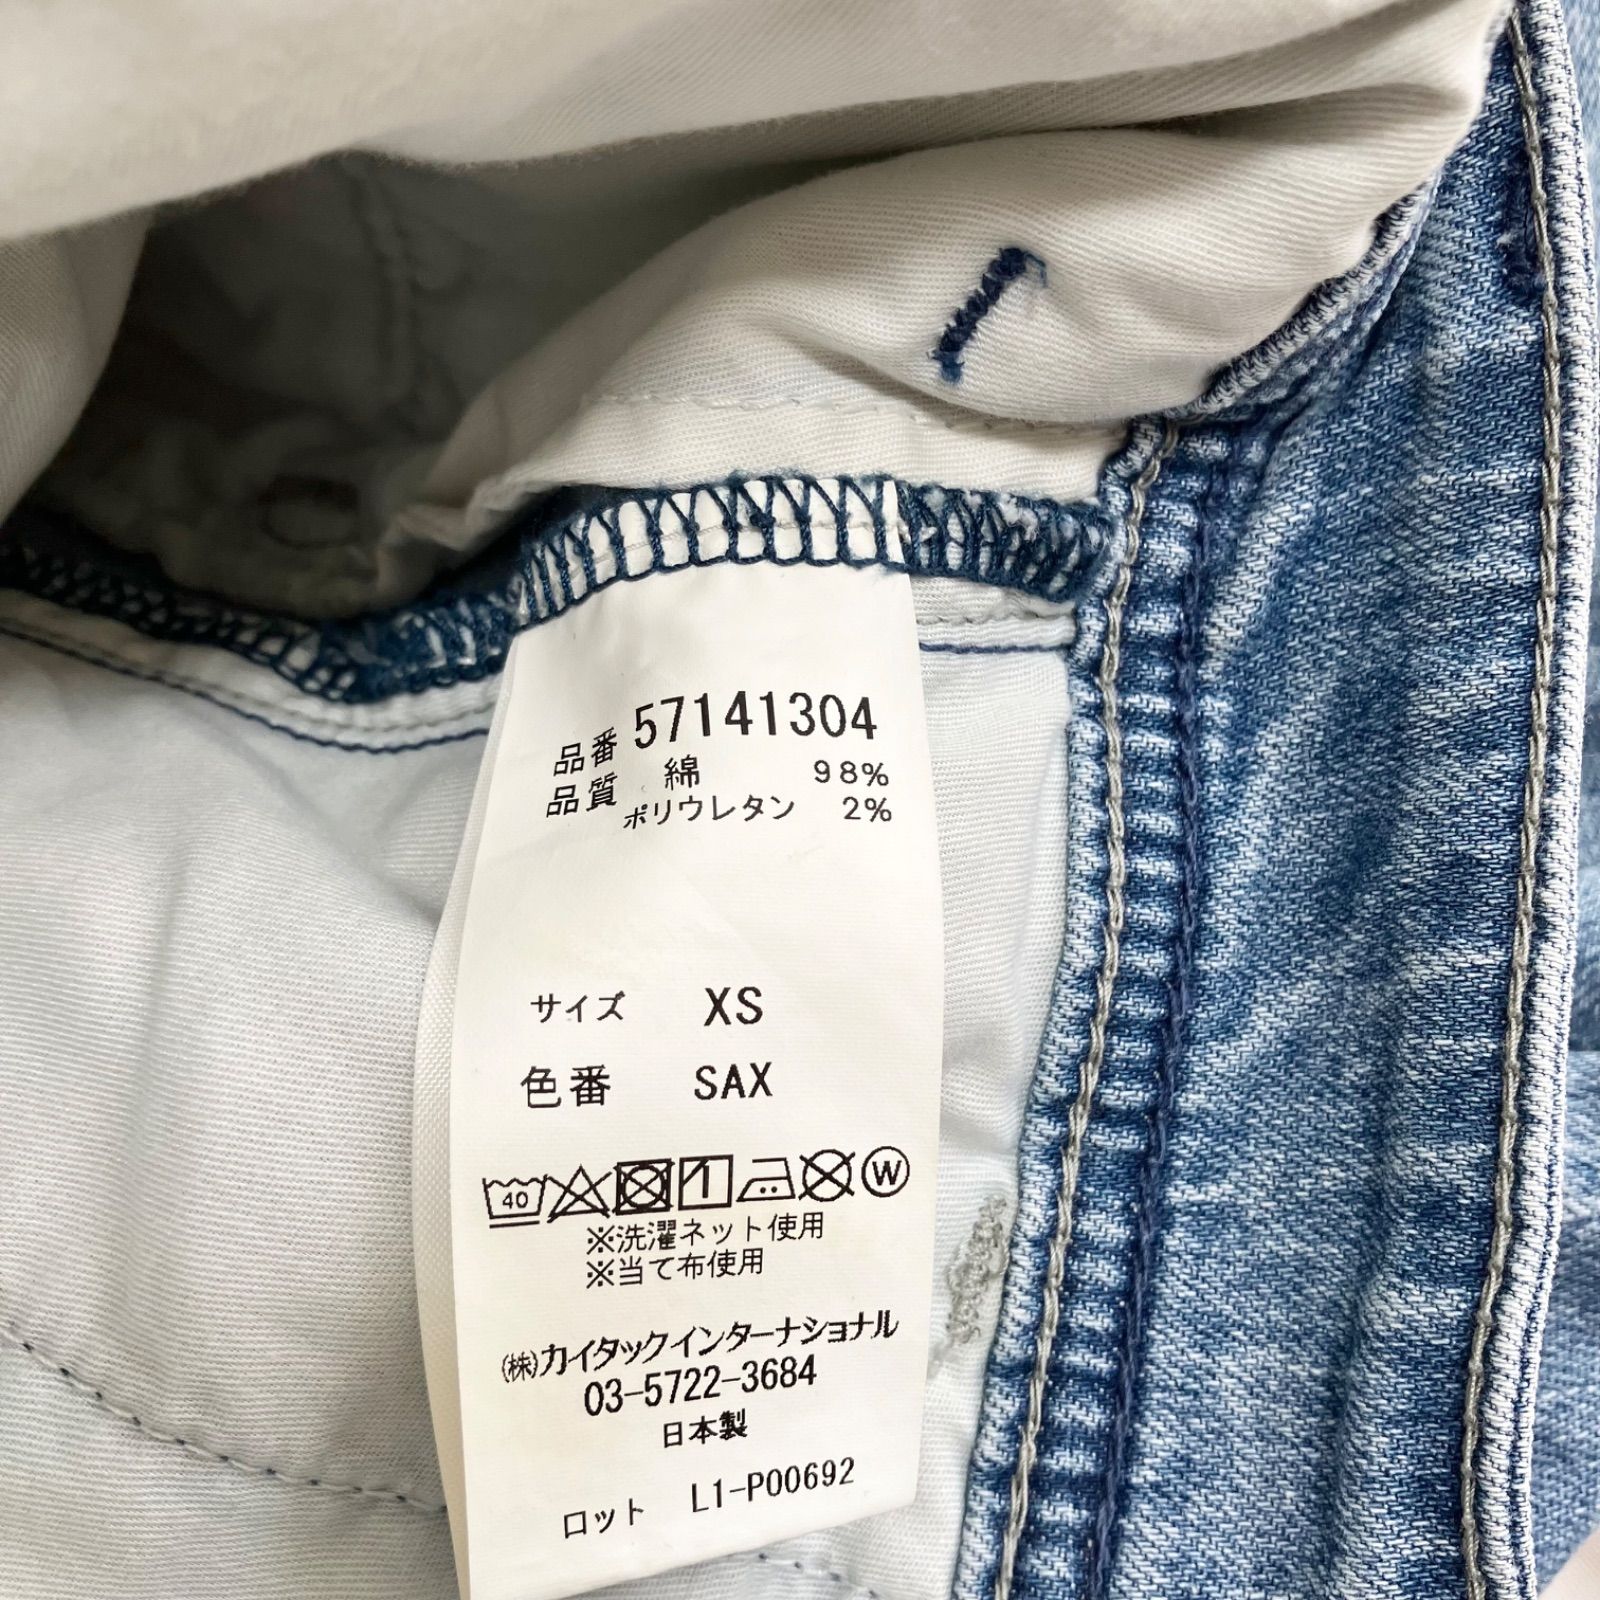 品番 57141304
品質 綿 98%
ポリウレタン 2%
サイズ XS
色番 SAX
40 W
※洗濯ネット使用
※当て布使用
㈱カイタックインターナショナル
03-5722-3684
日本製
ロット L1-P00692